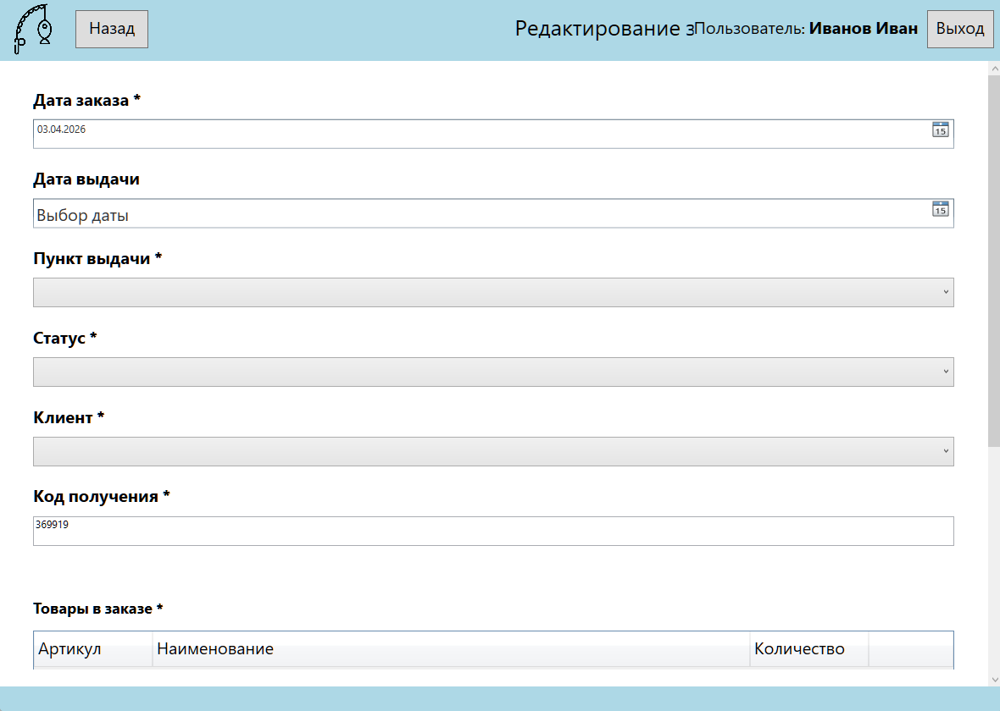 Назад
Редактирование з
Пользователь: Иванов Иван
Выход
Дата заказа *
03.04.2026
15
Дата выдачи
Выбор даты
15
Пункт выдачи *
Статус *
Клиент *
Код получения *
369919
Товары в заказе *
Артикул Наименование Количество